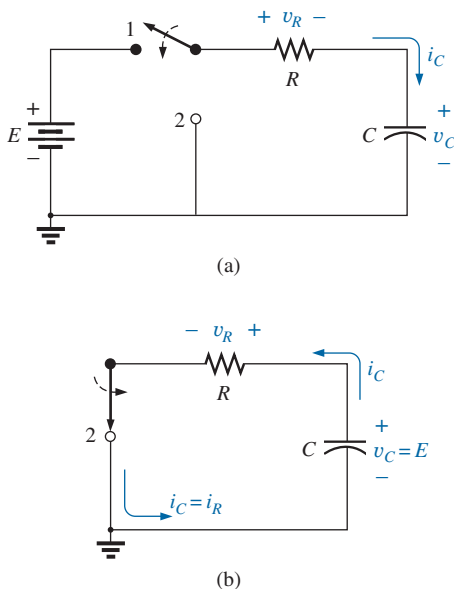 + v_R −
1
i_C
R
+
E
−
2
C
+
v_C
−
(a)
− v_R +
i_C
R
2
C
+
v_C = E
−
i_C = i_R
(b)